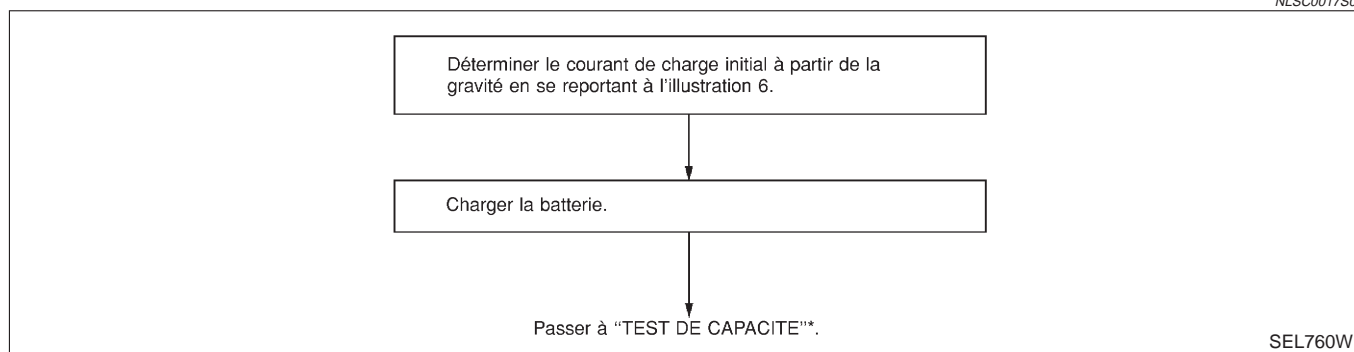 NLSC0017S0
Déterminer le courant de charge initial à partir de la
gravité en se reportant à l'illustration 6.
Charger la batterie.
Passer à “TEST DE CAPACITE”*.
SEL760W